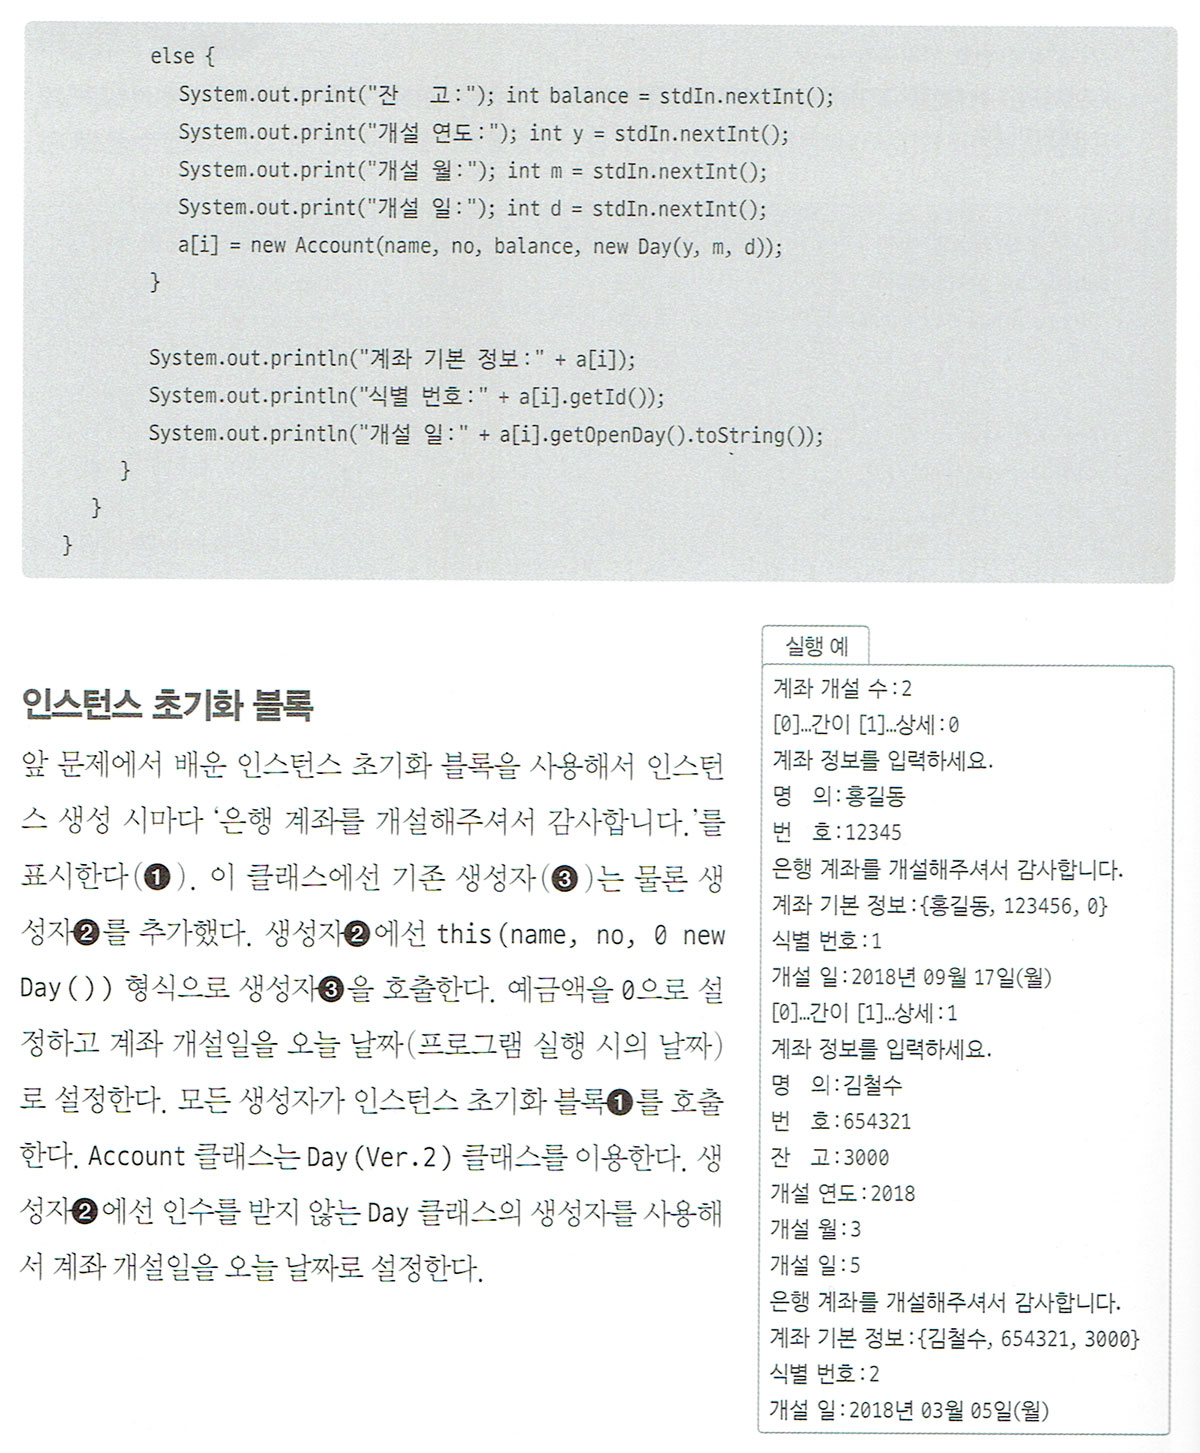 else {
System.out.print("잔   고:"); int balance = stdIn.nextInt();
System.out.print("개설 연도:"); int y = stdIn.nextInt();
System.out.print("개설 월:"); int m = stdIn.nextInt();
System.out.print("개설 일:"); int d = stdIn.nextInt();
a[i] = new Account(name, no, balance, new Day(y, m, d));
}
System.out.println("계좌 기본 정보:" + a[i]);
System.out.println("식별 번호:" + a[i].getId());
System.out.println("개설 일:" + a[i].getOpenDay().toString());
}
}
}
인스턴스 초기화 블록
앞 문제에서 배운 인스턴스 초기화 블록을 사용해서 인스턴
스 생성 시마다 ‘은행 계좌를 개설해주셔서 감사합니다.’를
표시한다(❶). 이 클래스에선 기존 생성자(❸)는 물론 생
성자❷를 추가했다. 생성자❷에선 this(name, no, 0 new
Day()) 형식으로 생성자❸을 호출한다. 예금액을 0으로 설
정하고 계좌 개설일을 오늘 날짜(프로그램 실행 시의 날짜)
로 설정한다. 모든 생성자가 인스턴스 초기화 블록❶를 호출
한다. Account 클래스는 Day(Ver.2) 클래스를 이용한다. 생
성자❷에선 인수를 받지 않는 Day 클래스의 생성자를 사용해
서 계좌 개설일을 오늘 날짜로 설정한다.
실행 예
계좌 개설 수:2
[0]…간이 [1]…상세:0
계좌 정보를 입력하세요.
명   의:홍길동
번   호:12345
은행 계좌를 개설해주셔서 감사합니다.
계좌 기본 정보:{홍길동, 123456, 0}
식별 번호:1
개설 일:2018년 09월 17일(월)
[0]…간이 [1]…상세:1
계좌 정보를 입력하세요.
명   의:김철수
번   호:654321
잔   고:3000
개설 연도:2018
개설 월:3
개설 일:5
은행 계좌를 개설해주셔서 감사합니다.
계좌 기본 정보:{김철수, 654321, 3000}
식별 번호:2
개설 일:2018년 03월 05일(월)